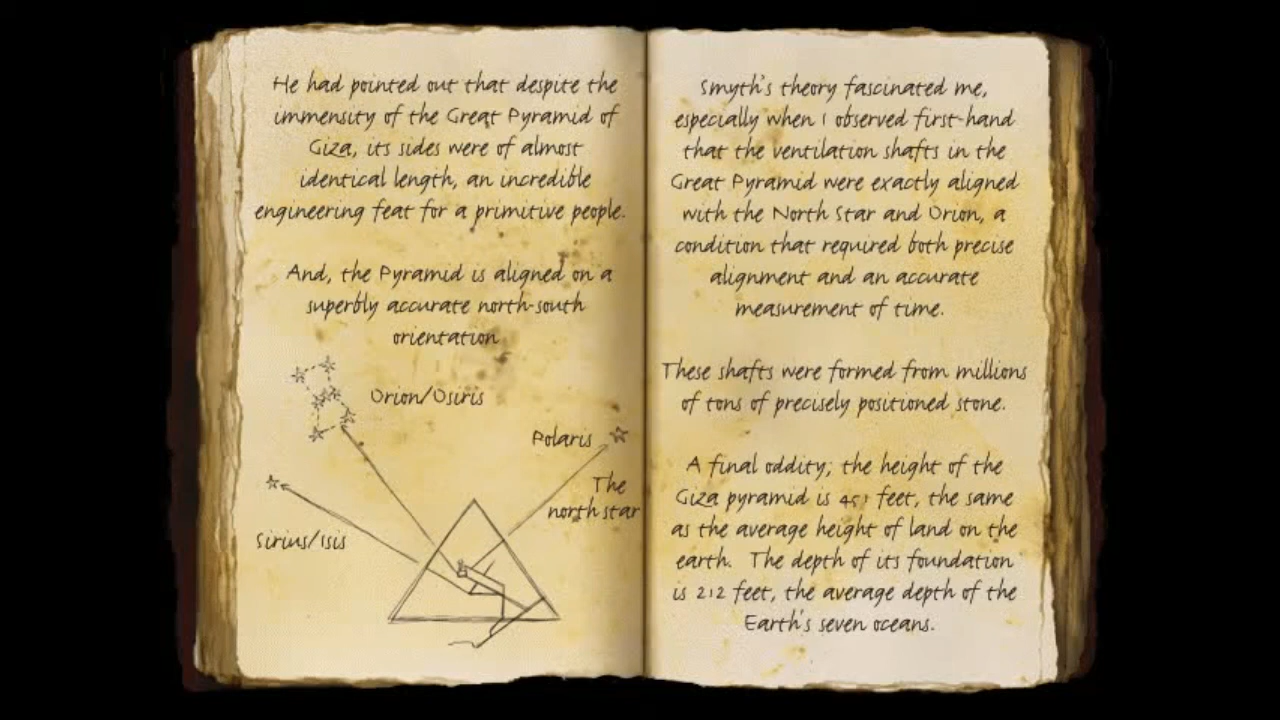 He had pointed out that despite the
immensity of the Great Pyramid of
Giza, its sides were of almost
identical length, an incredible
engineering feat for a primitive people.
And, the Pyramid is aligned on a
superbly accurate north-south
orientation
Orion/Osiris
Polaris
The
north star
Sirius/Isis
Smyth's theory fascinated me,
especially when I observed first-hand
that the ventilation shafts in the
Great Pyramid were exactly aligned
with the North Star and Orion, a
condition that required both precise
alignment and an accurate
measurement of time.
These shafts were formed from millions
of tons of precisely positioned stone.
A final oddity; the height of the
Giza pyramid is 451 feet, the same
as the average height of land on the
earth. The depth of its foundation
is 212 feet, the average depth of the
Earth's seven oceans.